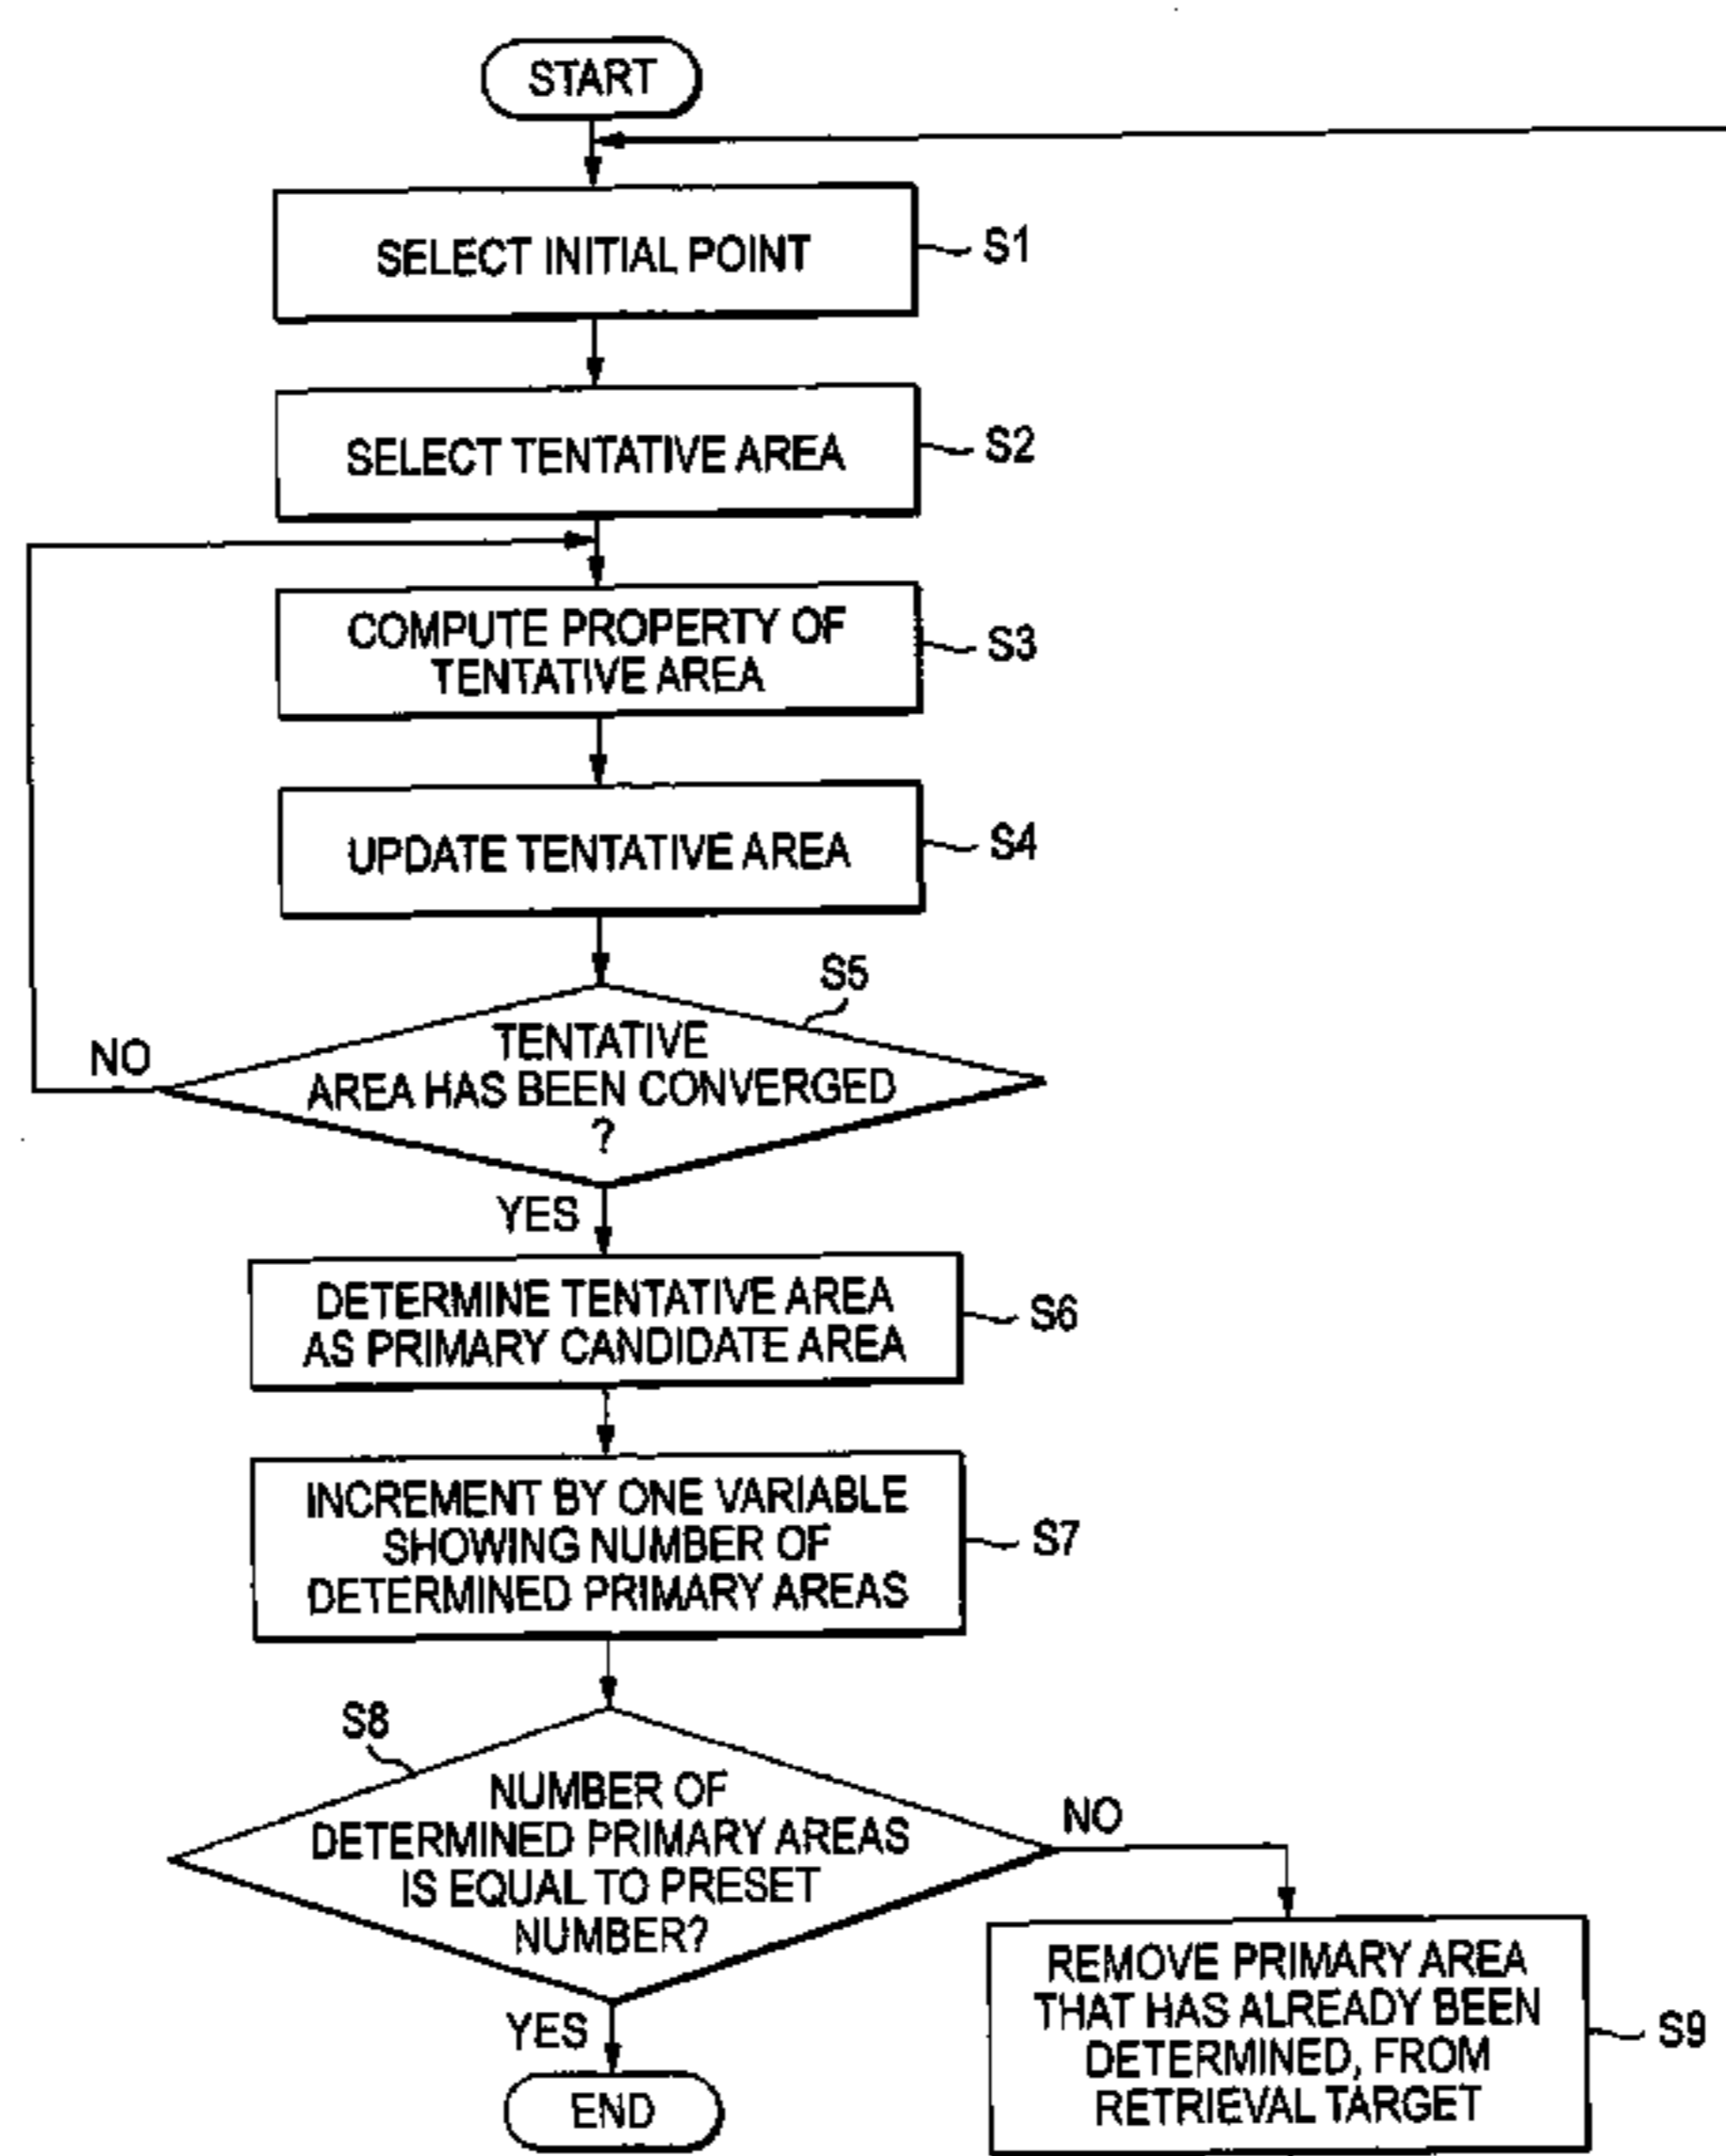 START
SELECT INITIAL POINT
S1
SELECT TENTATIVE AREA
S2
COMPUTE PROPERTY OF
TENTATIVE AREA
S3
UPDATE TENTATIVE AREA
S4
S5
TENTATIVE
AREA HAS BEEN CONVERGED
?
NO
YES
DETERMINE TENTATIVE AREA
AS PRIMARY CANDIDATE AREA
S6
INCREMENT BY ONE VARIABLE
SHOWING NUMBER OF
DETERMINED PRIMARY AREAS
S7
S8
NUMBER OF
DETERMINED PRIMARY AREAS
IS EQUAL TO PRESET
NUMBER?
NO
YES
REMOVE PRIMARY AREA
THAT HAS ALREADY BEEN
DETERMINED, FROM
RETRIEVAL TARGET
S9
END